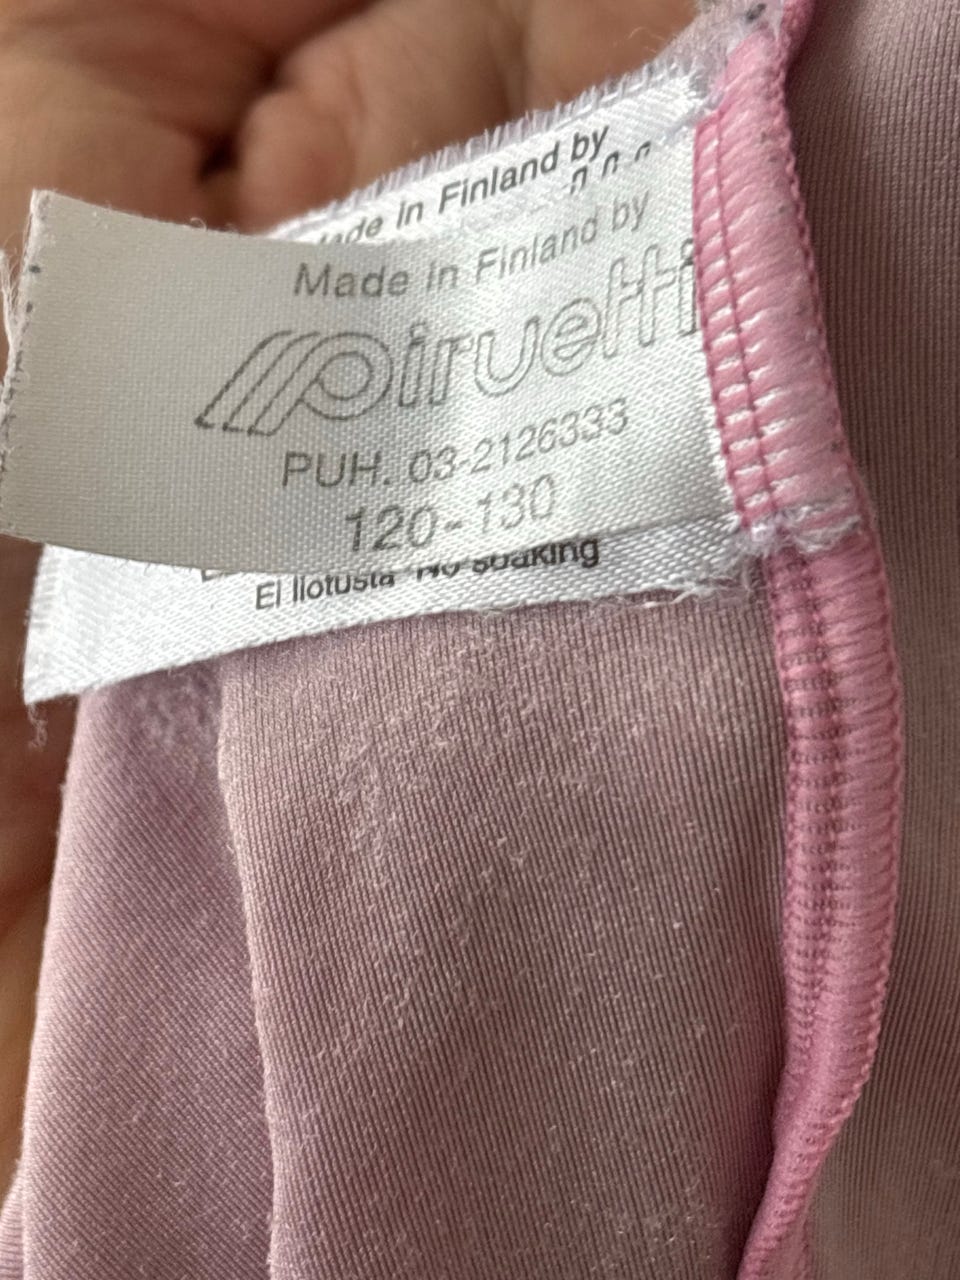 Made in Finland by
Made in Finland by
Piruetti
PUH. 03-2126333
120-130
No soaking
Ei liotusta